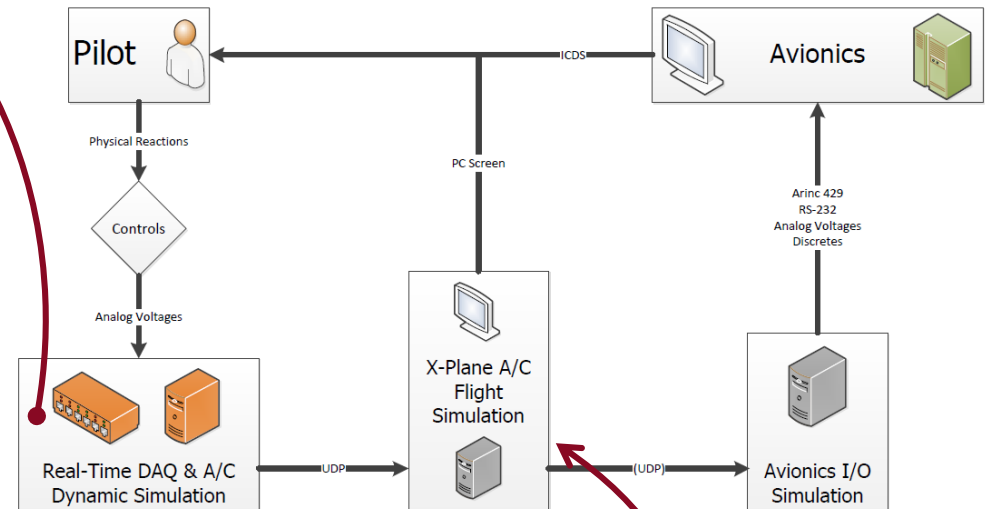 Pilot
ICDS
Avionics
Physical Reactions
PC Screen
Controls
Arinc 429
RS-232
Analog Voltages
Discretes
Analog Voltages
X-Plane A/C
Flight
Simulation
Real-Time DAQ & A/C
Dynamic Simulation
UDP
(UDP)
Avionics I/O
Simulation